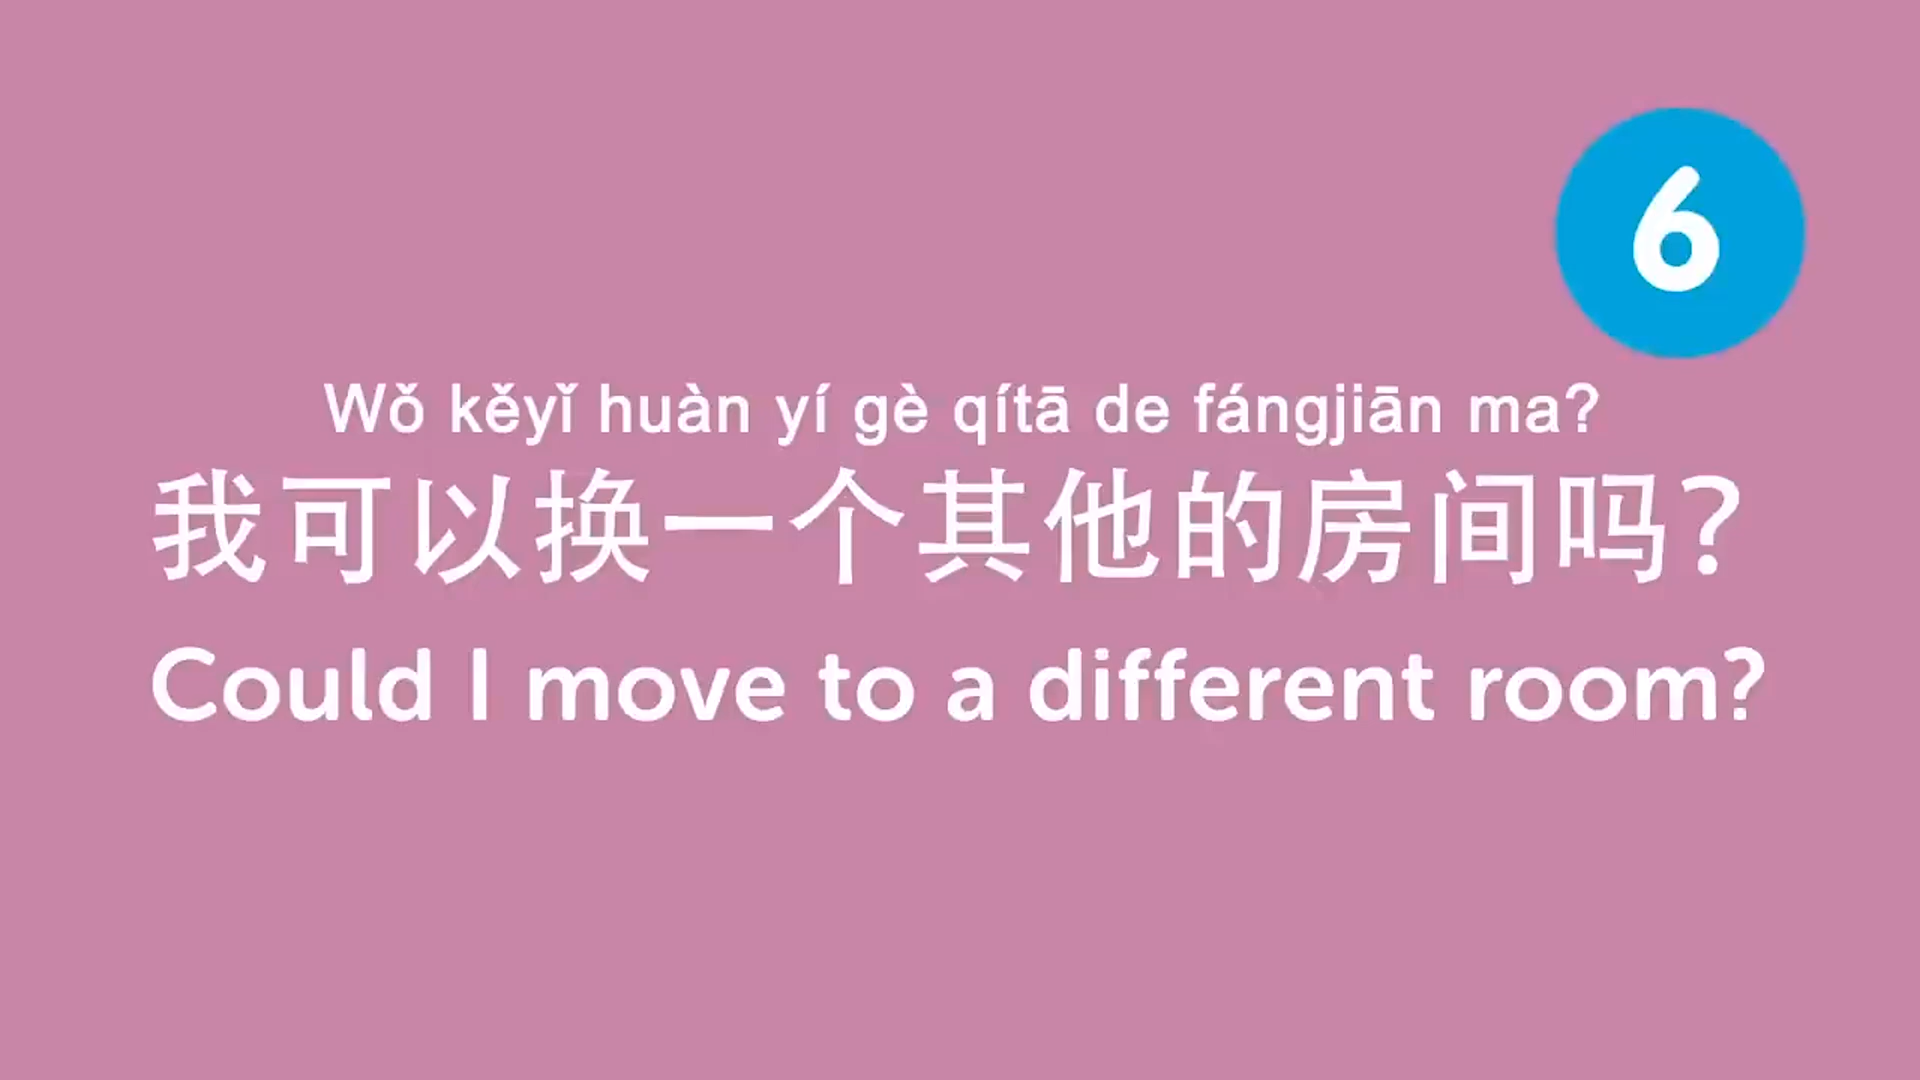 6
Wǒ kěyǐ huàn yí gè qítā de fángjiān ma?
我可以换一个其他的房间吗？
Could I move to a different room?